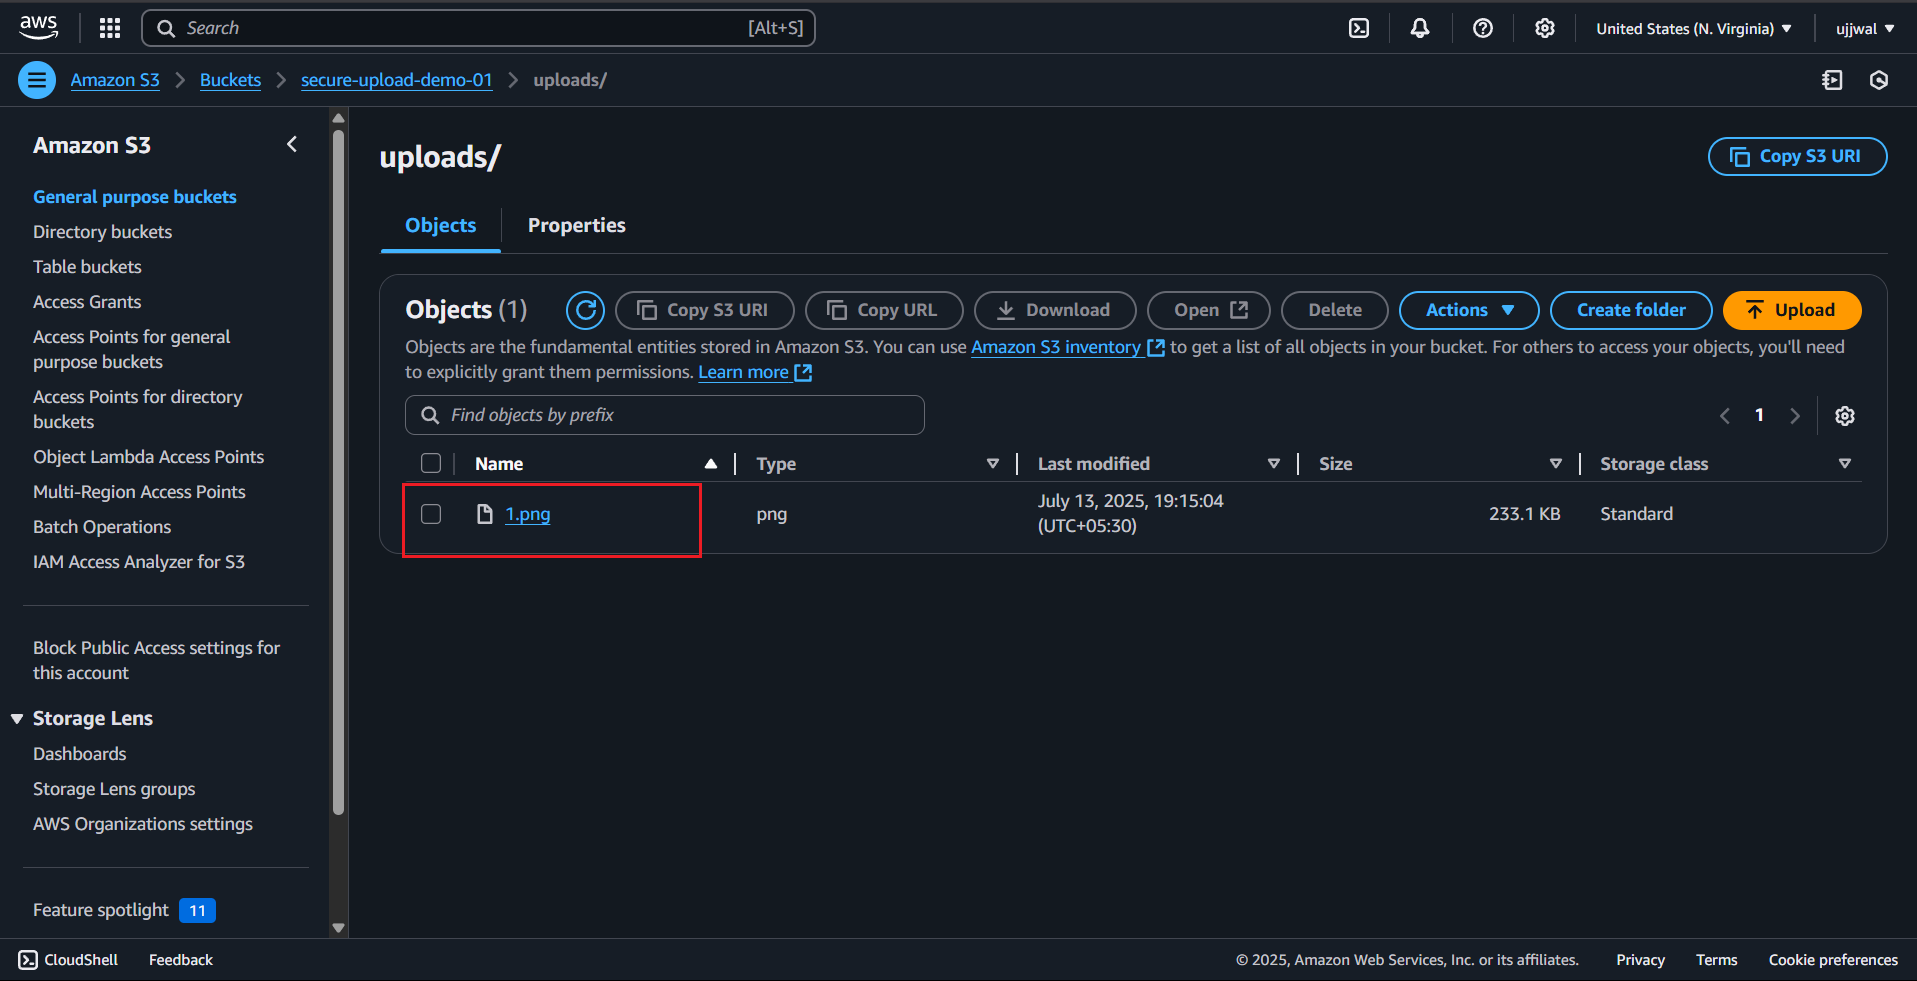 aws
Search
[Alt+S]
United States (N. Virginia)
ujjwal
Amazon S3
Buckets
secure-upload-demo-01
uploads/
Amazon S3
General purpose buckets
Directory buckets
Table buckets
Access Grants
Access Points for general
purpose buckets
Access Points for directory
buckets
Object Lambda Access Points
Multi-Region Access Points
Batch Operations
IAM Access Analyzer for S3
Block Public Access settings for
this account
Storage Lens
Dashboards
Storage Lens groups
AWS Organizations settings
Feature spotlight 11
uploads/
Copy S3 URI
Objects
Properties
Objects (1)
Copy S3 URI
Copy URL
Download
Open
Delete
Actions
Create folder
Upload
Objects are the fundamental entities stored in Amazon S3. You can use Amazon S3 inventory to get a list of all objects in your bucket. For others to access your objects, you'll need
to explicitly grant them permissions. Learn more
Find objects by prefix
1
Name
Type
Last modified
Size
Storage class
1.png
png
July 13, 2025, 19:15:04
(UTC+05:30)
233.1 KB
Standard
CloudShell
Feedback
© 2025, Amazon Web Services, Inc. or its affiliates.
Privacy
Terms
Cookie preferences